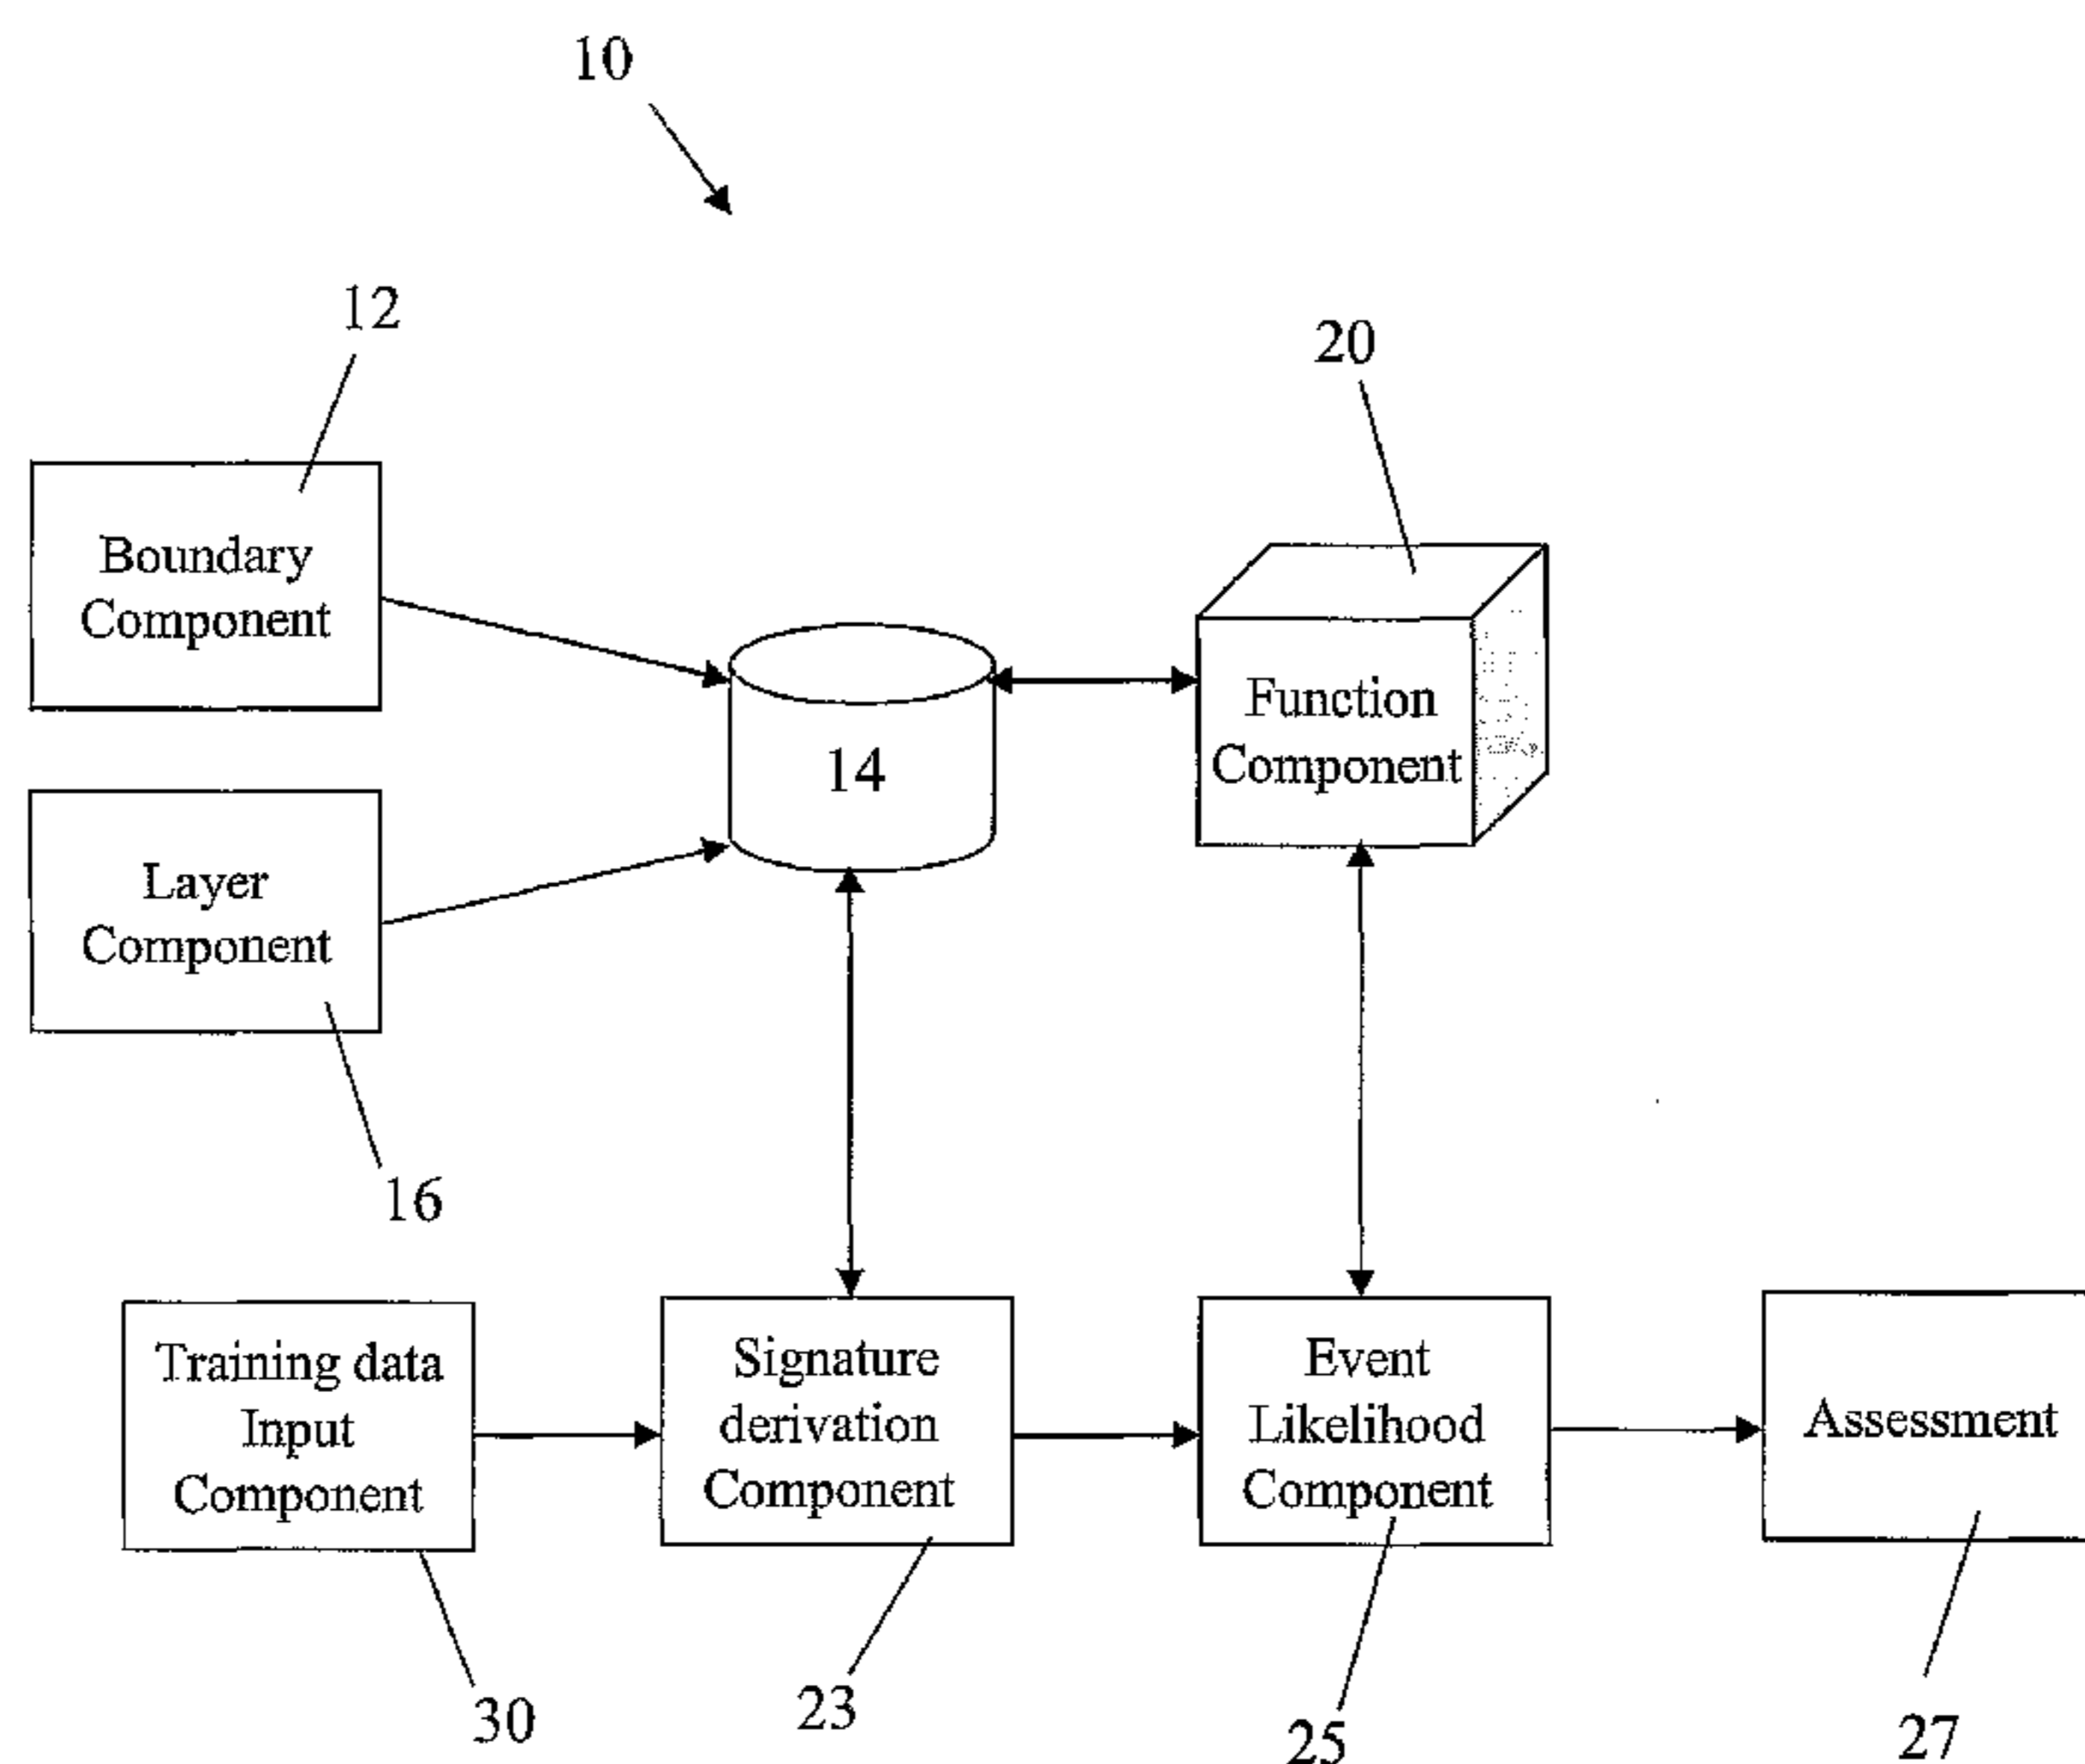 10
12
20
Boundary
Component
Function
Component
14
Layer
Component
16
Training data
Input
Component
Signature
derivation
Component
Event
Likelihood
Component
Assessment
30
23
25
27